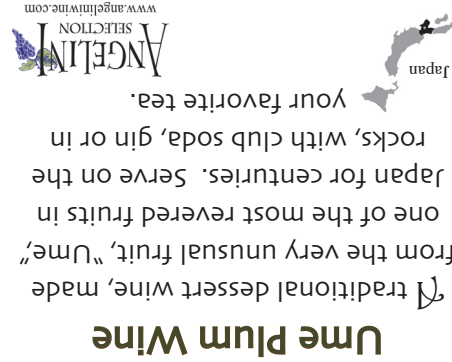 Ume Plum Wine
A traditional dessert wine, made
from the very unusual fruit, “Ume,”
one of the most revered fruits in
Japan for centuries. Serve on the
rocks, with club soda, gin or in
your favorite tea.
Japan
ANGELINI
SELECTION
www.angeliniwine.com